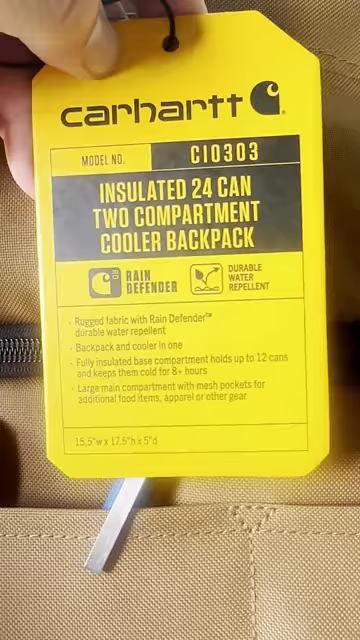 carhartt
MODEL NO. CI0303
INSULATED 24 CAN
TWO COMPARTMENT
COOLER BACKPACK
RD RAIN DEFENDER
DURABLE WATER REPELLENT
· Rugged fabric with Rain Defender™
durable water repellent
· Backpack and cooler in one
· Fully insulated base compartment holds up to 12 cans
and keeps them cold for 8+ hours
· Large main compartment with mesh pockets for
additional food items, apparel or other gear
15.5"w x 17.5"h x 5"d